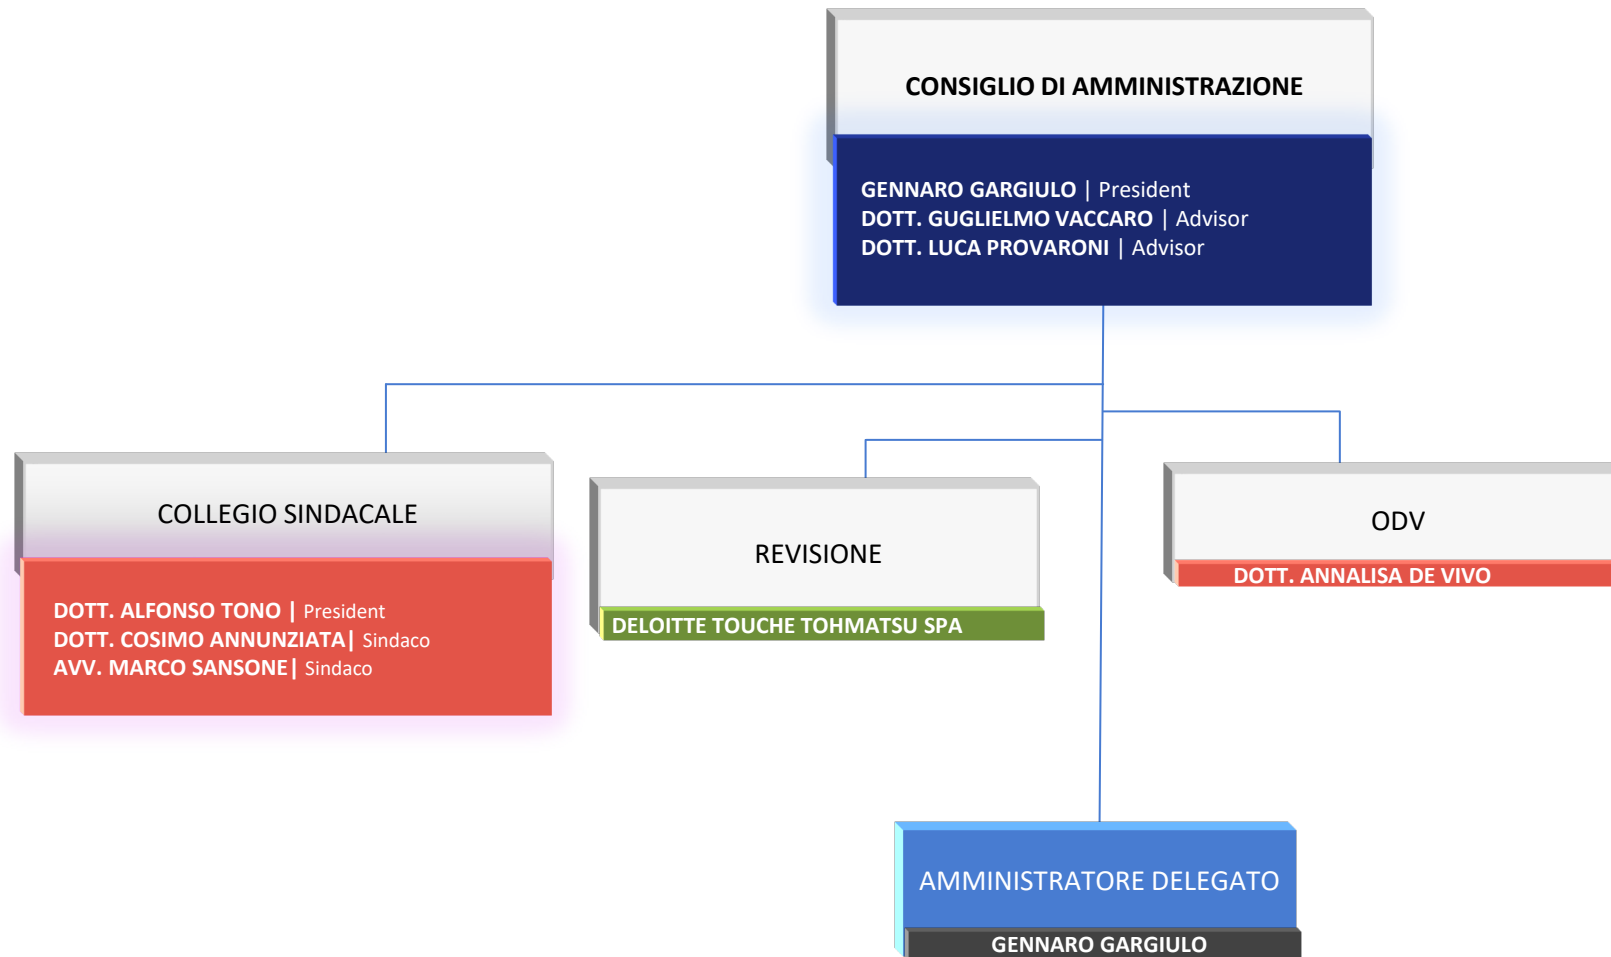 CONSIGLIO DI AMMINISTRAZIONE
GENNARO GARGIULO | President
DOTT. GUGLIELMO VACCARO | Advisor
DOTT. LUCA PROVARONI | Advisor
COLLEGIO SINDACALE
DOTT. ALFONSO TONO | President
DOTT. COSIMO ANNUNZIATA| Sindaco
AVV. MARCO SANSONE| Sindaco
REVISIONE
DELOITTE TOUCHE TOHMATSU SPA
ODV
DOTT. ANNALISA DE VIVO
AMMINISTRATORE DELEGATO
GENNARO GARGIULO